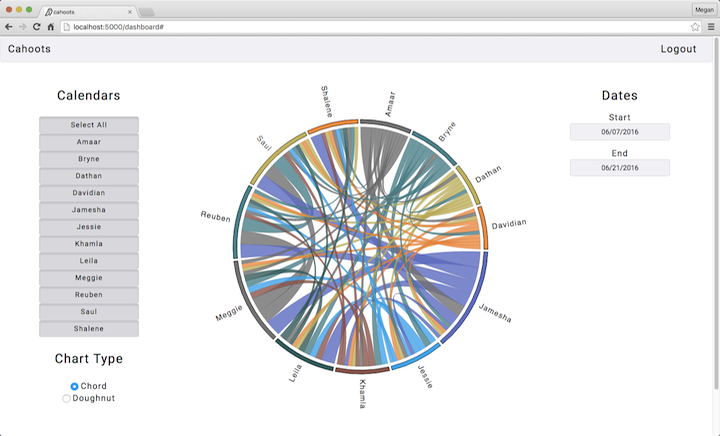 cahoots
Megan
localhost:5000/dashboard#
Cahoots
Logout
Calendars
Select All
Amaar
Bryne
Dathan
Davidian
Jamesha
Jessie
Khamla
Leila
Meggie
Reuben
Saul
Shalene
Chart Type
Chord
Doughnut
Shalene
Amaar
Bryne
Dathan
Davidian
Jamesha
Jessie
Khamla
Leila
Meggie
Reuben
Saul
Dates
Start
06/07/2016
End
06/21/2016